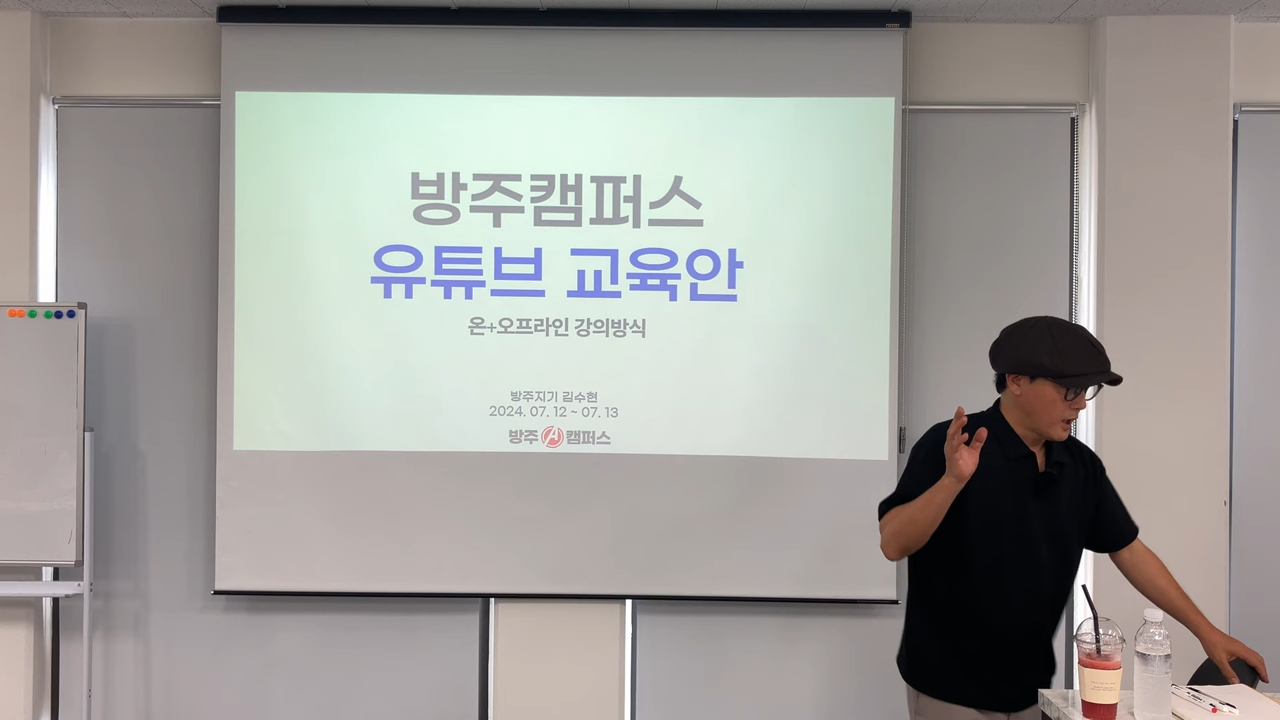 방주캠퍼스
유튜브 교육안
온+오프라인 강의방식
방주지기 김수현
2024. 07. 12 ~ 07. 13
방주 A 캠퍼스